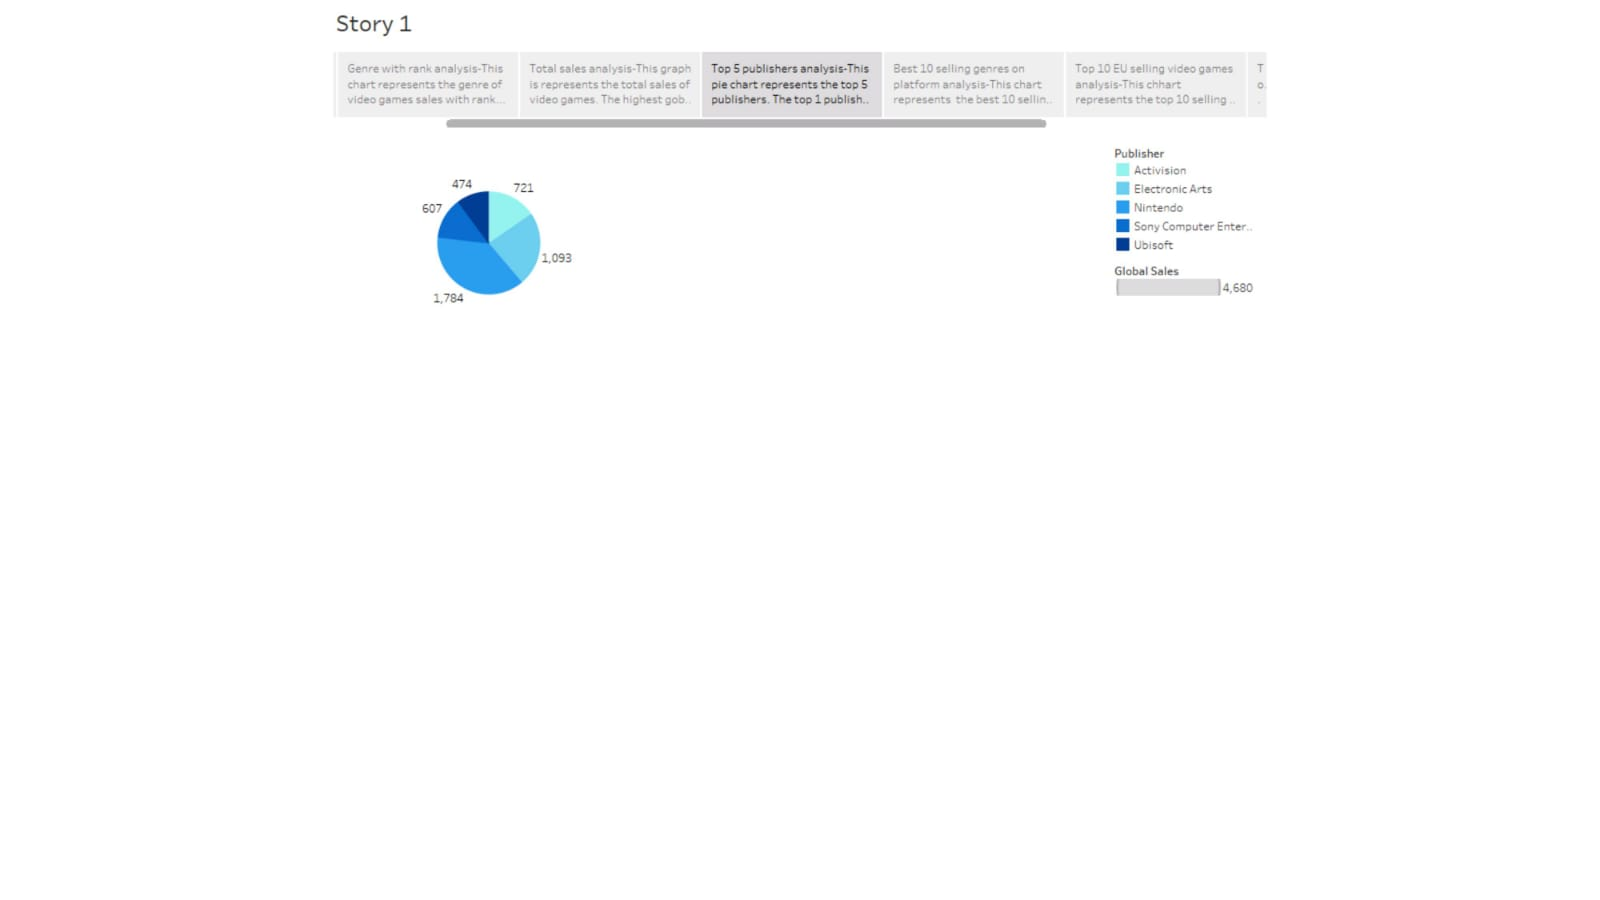 Story 1
Genre with rank analysis-This
chart represents the genre of
video games sales with rank...
Total sales analysis-This graph
is represents the total sales of
video games. The highest gob..
Top 5 publishers analysis-This
pie chart represents the top 5
publishers. The top 1 publish..
Best 10 selling genres on
platform analysis-This chart
represents  the best 10 sellin..
Top 10 EU selling video games
analysis-This chhart
represents the top 10 selling ..
T
o.
.
474
721
607
1,093
1,784
Publisher
Activision
Electronic Arts
Nintendo
Sony Computer Enter..
Ubisoft
Global Sales
4,680